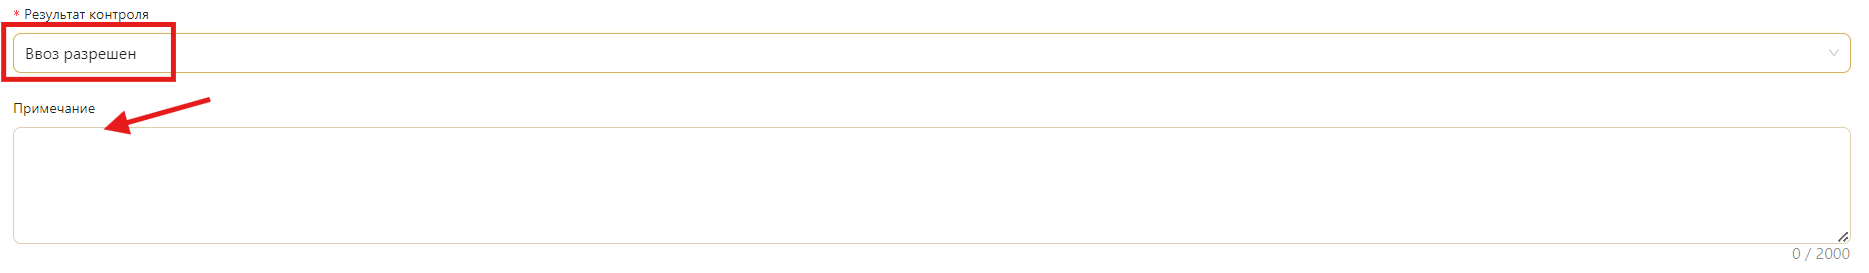 * Результат контроля
Ввоз разрешен
Примечание
0 / 2000